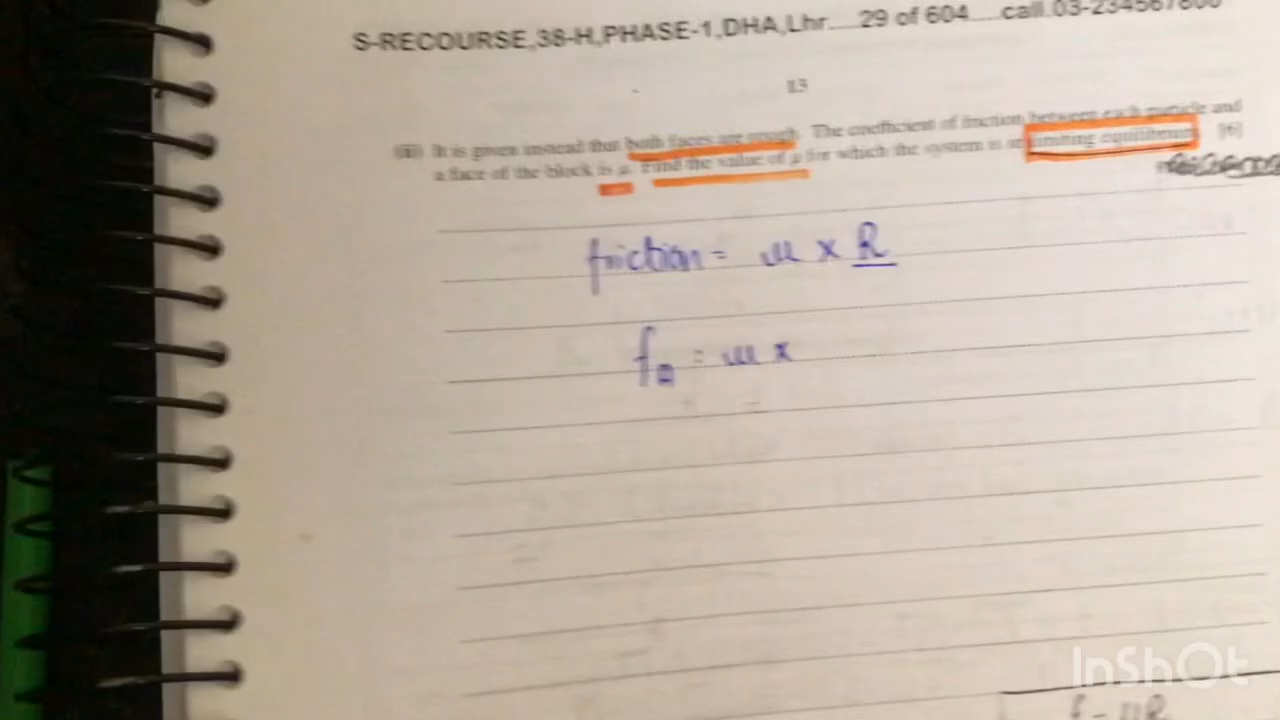 S-RECOURSE,38-H,PHASE-1,DHA,Lhr.....29 of 604.....call.03-234567800
13
(iii) It is given instead that both faces are rough. The coefficient of friction between each particle and
a face of the block is μ. Find the value of μ for which the system is in limiting equilibrium. [6]
friction = μ x R
f = μ x
InShOt